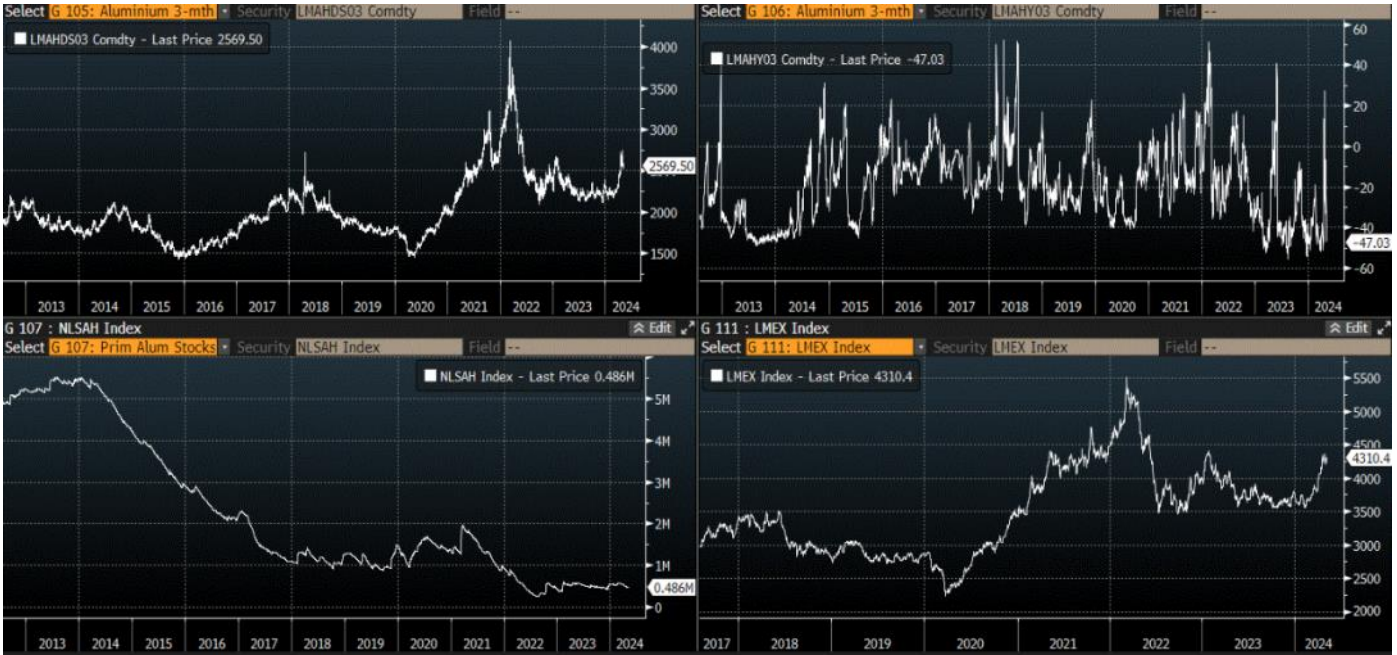 Select G 105: Aluminium 3-mth Security LMAHDS03 Comdty Field --
LMAHDS03 Comdty - Last Price 2569.50
4000
3500
3000
2569.50
2500
2000
1500
2013 2014 2015 2016 2017 2018 2019 2020 2021 2022 2023 2024
Select G 106: Aluminium 3-mth Security LMAHY03 Comdty Field --
LMAHY03 Comdty - Last Price -47.03
60
40
20
0
-20
-40
-47.03
-60
2013 2014 2015 2016 2017 2018 2019 2020 2021 2022 2023 2024
G 107 : NLSAH Index Edit
Select G 107: Prim Alum Stocks Security NLSAH Index Field --
NLSAH Index - Last Price 0.486M
5M
4M
3M
2M
1M
0.486M
0
2013 2014 2015 2016 2017 2018 2019 2020 2021 2022 2023 2024
G 111 : LMEX Index Edit
Select G 111: LMEX Index Security LMEX Index Field --
LMEX Index - Last Price 4310.4
5500
5000
4500
4310.4
4000
3500
3000
2500
2000
2017 2018 2019 2020 2021 2022 2023 2024